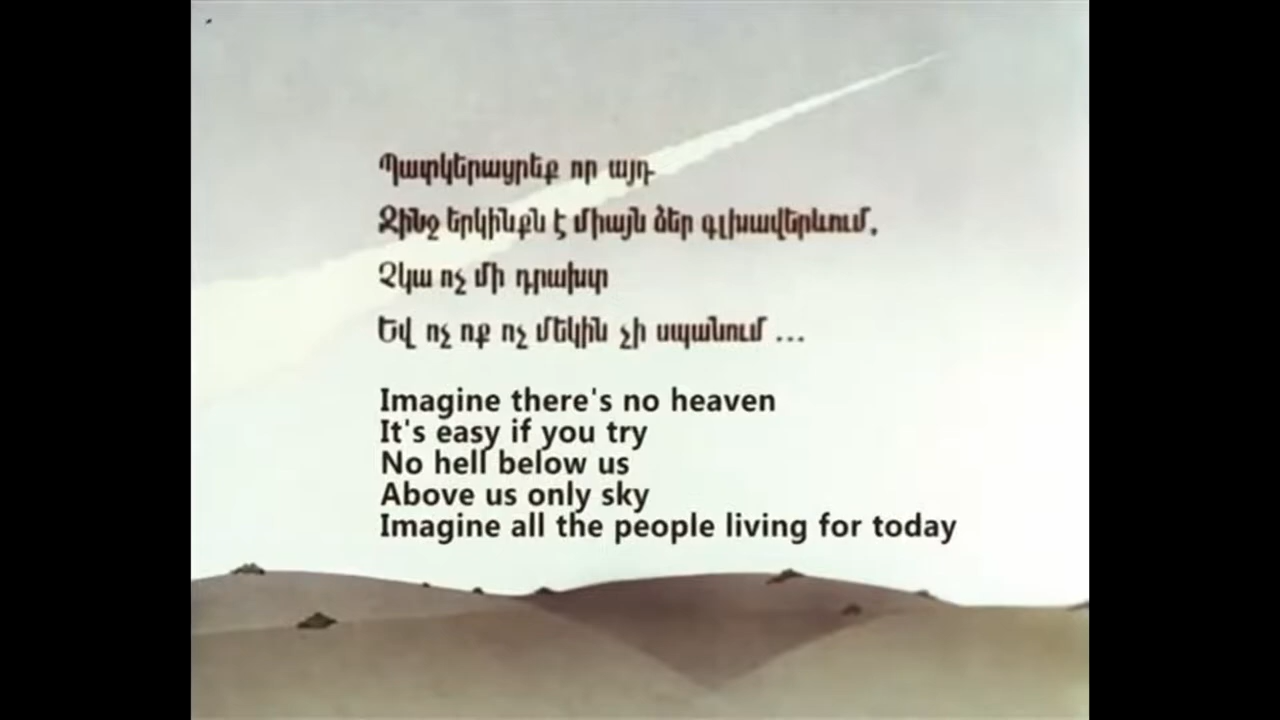 Պատկերացրեք որ այդ
Ջինջ երկինքն է միայն ձեր գլխավերևում.
Չկա ոչ մի դրախտ
Եվ ոչ ոք ոչ մեկին չի սպանում ...
Imagine there's no heaven
It's easy if you try
No hell below us
Above us only sky
Imagine all the people living for today